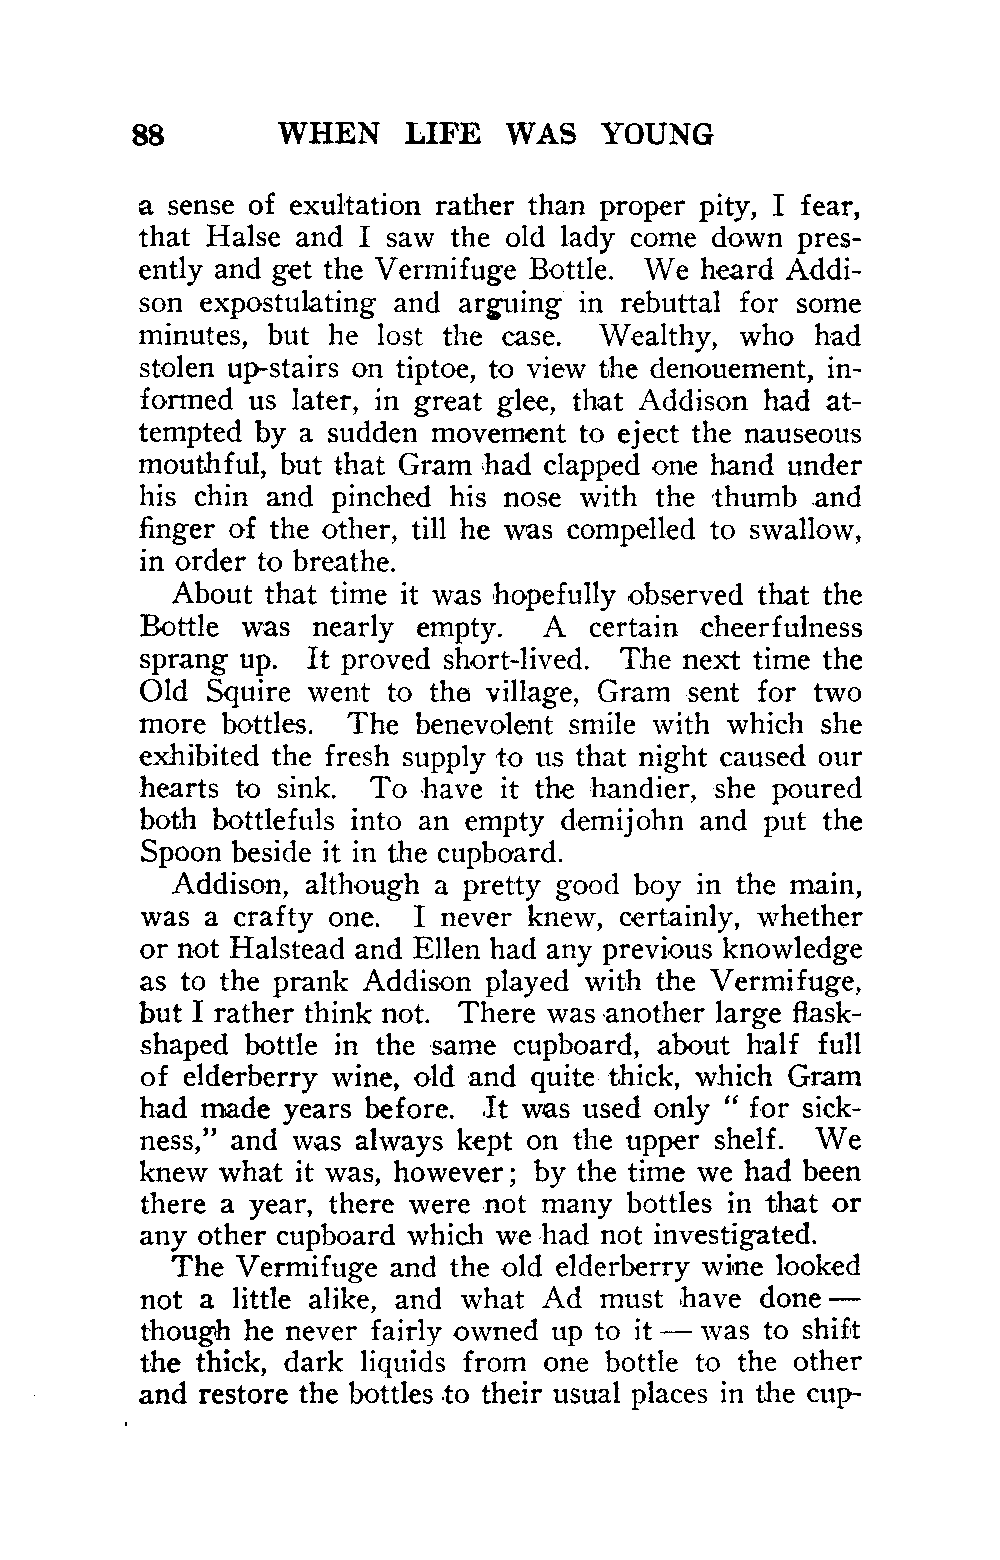 88 WHEN LIFE WAS YOUNG
a sense of exultation rather than proper pity, I fear,
that Halse and I saw the old lady come down pres-
ently and get the Vermifuge Bottle. We heard Addi-
son expostulating and arguing in rebuttal for some
minutes, but he lost the case. Wealthy, who had
stolen up-stairs on tiptoe, to view the denouement, in-
formed us later, in great glee, that Addison had at-
tempted by a sudden movement to eject the nauseous
mouthful, but that Gram had clapped one hand under
his chin and pinched his nose with the thumb and
finger of the other, till he was compelled to swallow,
in order to breathe.
About that time it was hopefully observed that the
Bottle was nearly empty. A certain cheerfulness
sprang up. It proved short-lived. The next time the
Old Squire went to the village, Gram sent for two
more bottles. The benevolent smile with which she
exhibited the fresh supply to us that night caused our
hearts to sink. To have it the handier, she poured
both bottlefuls into an empty demijohn and put the
Spoon beside it in the cupboard.
Addison, although a pretty good boy in the main,
was a crafty one. I never knew, certainly, whether
or not Halstead and Ellen had any previous knowledge
as to the prank Addison played with the Vermifuge,
but I rather think not. There was another large flask-
shaped bottle in the same cupboard, about half full
of elderberry wine, old and quite thick, which Gram
had made years before. It was used only “ for sick-
ness,” and was always kept on the upper shelf. We
knew what it was, however; by the time we had been
there a year, there were not many bottles in that or
any other cupboard which we had not investigated.
The Vermifuge and the old elderberry wine looked
not a little alike, and what Ad must have done —
though he never fairly owned up to it — was to shift
the thick, dark liquids from one bottle to the other
and restore the bottles to their usual places in the cup-